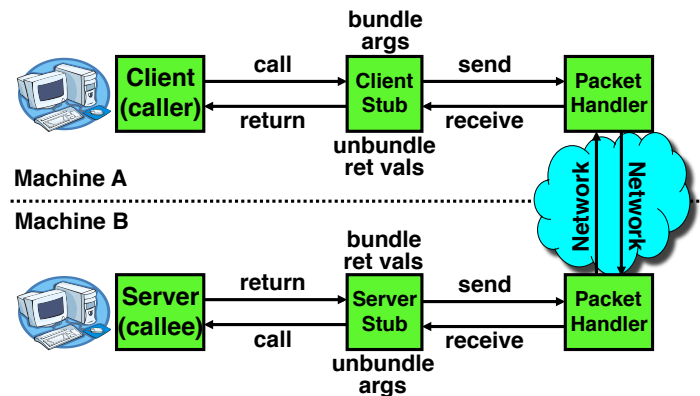 bundle
args
Client
(caller)
call
return
Client
Stub
send
receive
Packet
Handler
unbundle
ret vals
Machine A
Machine B
Network
Network
bundle
ret vals
Server
(callee)
return
call
Server
Stub
send
receive
Packet
Handler
unbundle
args